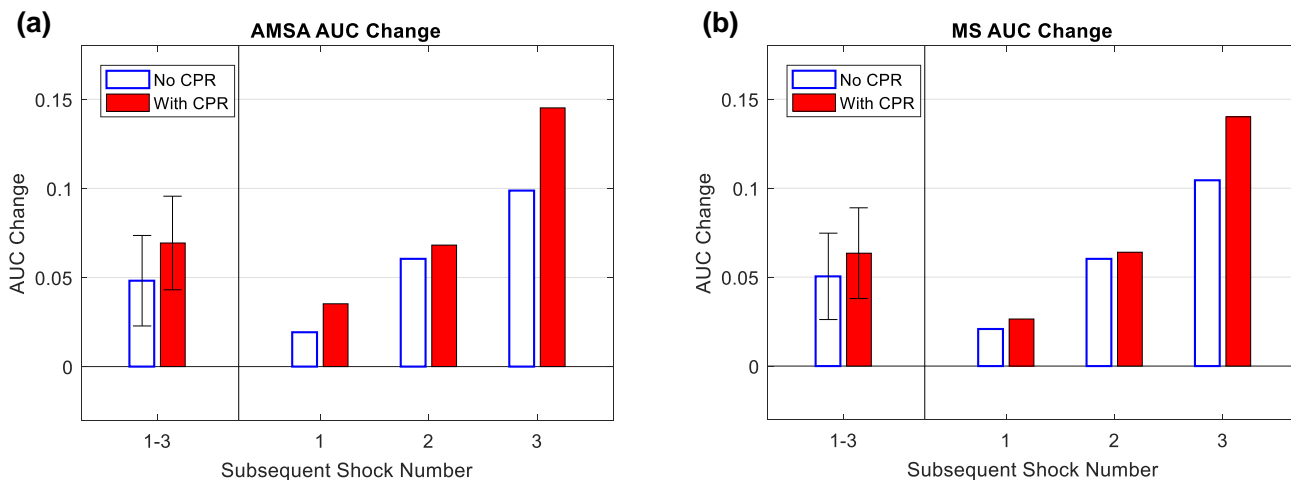 (a)
AMSA AUC Change
No CPR
With CPR
0.15
0.1
0.05
0
AUC Change
1-3
1
2
3
Subsequent Shock Number
(b)
MS AUC Change
No CPR
With CPR
0.15
0.1
0.05
0
AUC Change
1-3
1
2
3
Subsequent Shock Number